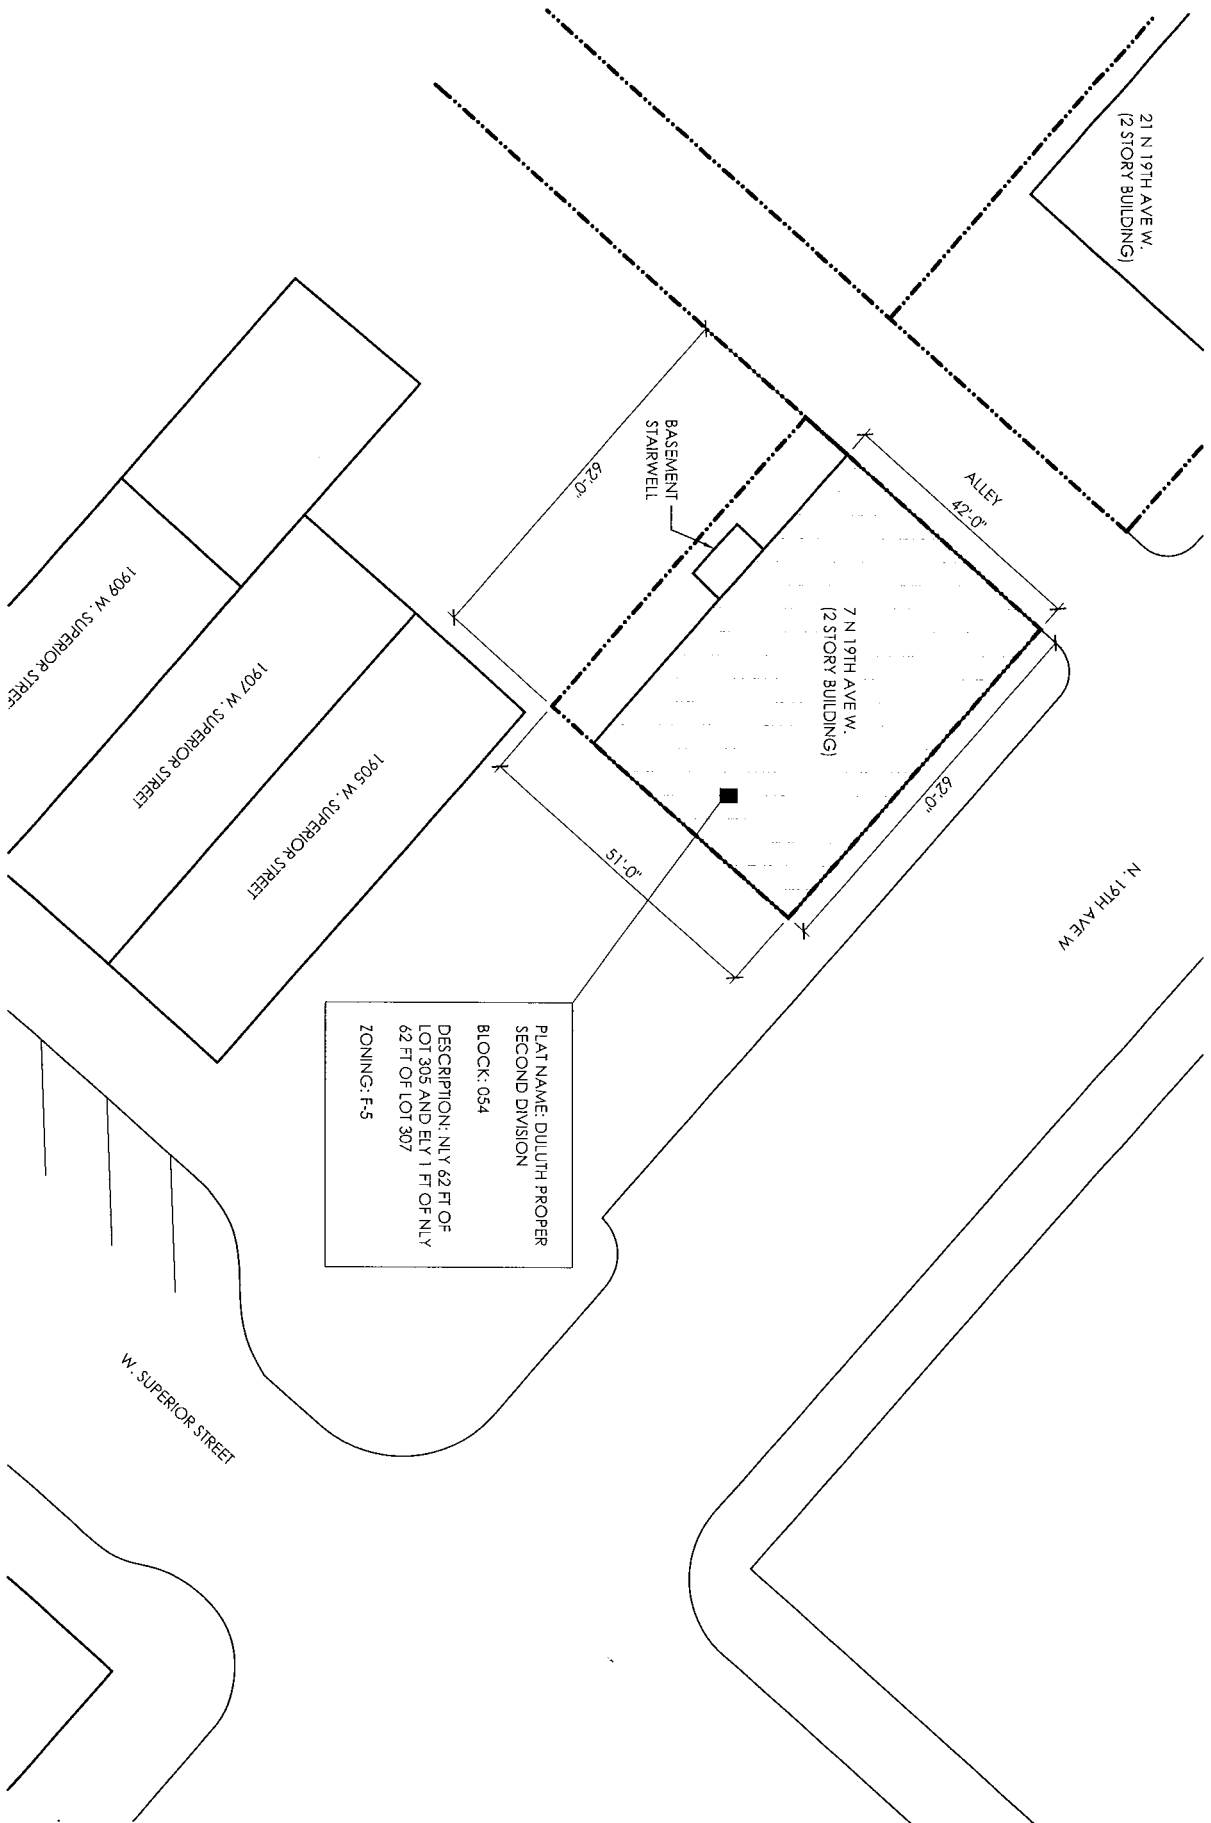 21 N 19TH AVE W.
(2 STORY BUILDING)
ALLEY
42'-0"
BASEMENT
STAIRWELL
62'-0"
7 N 19TH AVE W.
(2 STORY BUILDING)
62'-0"
51'-0"
N. 19TH AVE W
1909 W. SUPERIOR STREE
1907 W. SUPERIOR STREET
1905 W. SUPERIOR STREET
PLAT NAME: DULUTH PROPER
SECOND DIVISION
BLOCK: 054
DESCRIPTION: NLY 62 FT OF
LOT 305 AND ELY 1 FT OF NLY
62 FT OF LOT 307
ZONING: F-5
W. SUPERIOR STREET